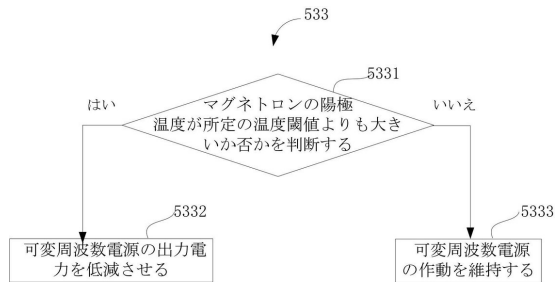 533
5331
マグネトロンの陽極
温度が所定の温度閾値よりも大き
いか否かを判断する
はい
いいえ
5332
可変周波数電源の出力電
力を低減させる
5333
可変周波数電源
の作動を維持する